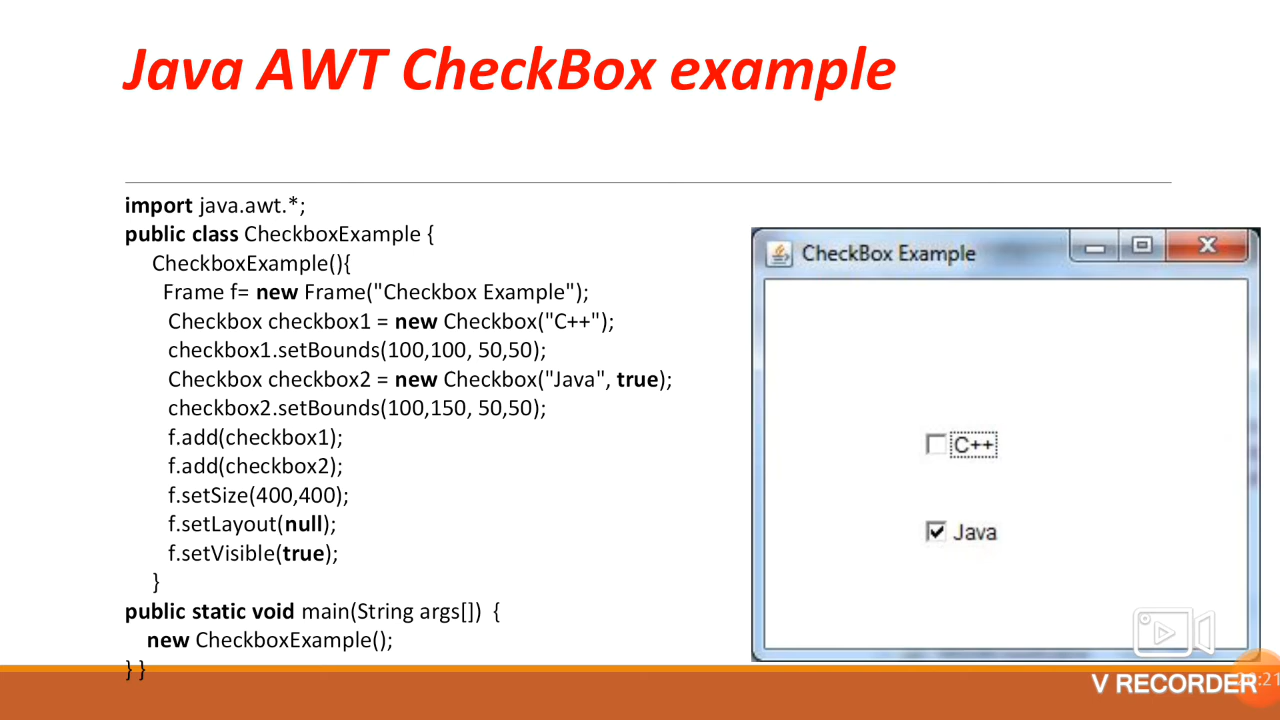 Java AWT CheckBox example
import java.awt.*;
public class CheckboxExample {
CheckboxExample(){
Frame f= new Frame("Checkbox Example");
Checkbox checkbox1 = new Checkbox("C++");
checkbox1.setBounds(100,100, 50,50);
Checkbox checkbox2 = new Checkbox("Java", true);
checkbox2.setBounds(100,150, 50,50);
f.add(checkbox1);
f.add(checkbox2);
f.setSize(400,400);
f.setLayout(null);
f.setVisible(true);
}
public static void main(String args[]) {
new CheckboxExample();
} }
CheckBox Example
C++
Java
V RECORDER